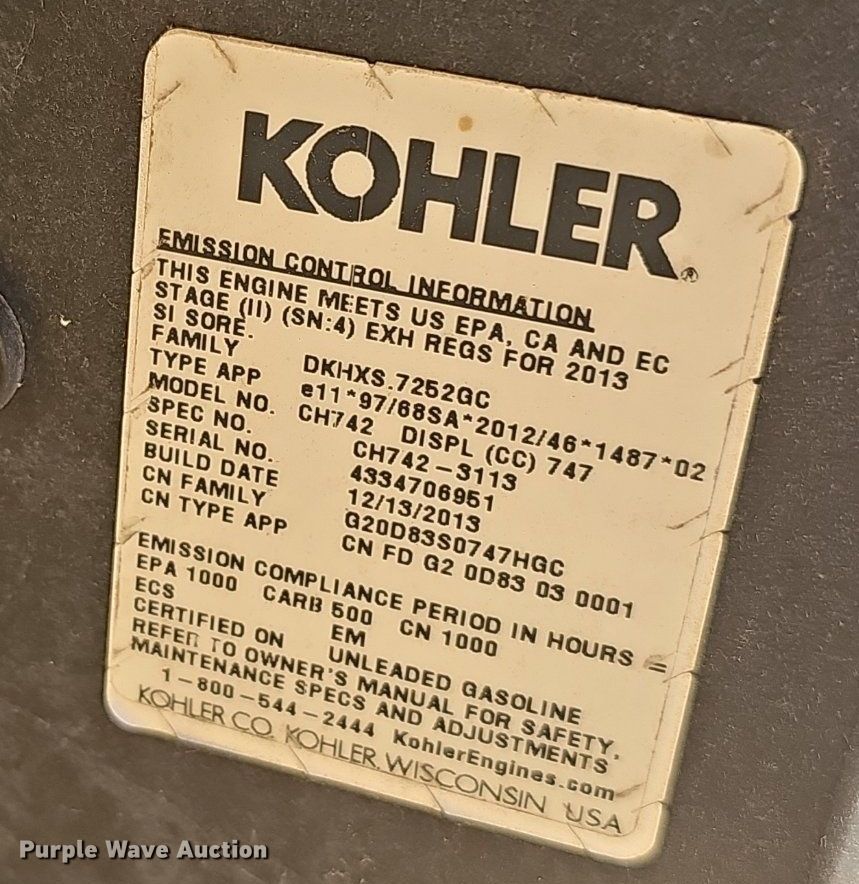 KOHLER®
EMISSION CONTROL INFORMATION
THIS ENGINE MEETS US EPA, CA AND EC
STAGE (II) (SN:4) EXH REGS FOR 2013
SI SORE.
FAMILY DKHXS.7252GC
TYPE APP e11*97/68SA*2012/46*1487*02
MODEL NO. CH742 DISPL (CC) 747
SPEC NO. CH742-3113
SERIAL NO. 4334706951
BUILD DATE 12/13/2013
CN FAMILY G20D83S0747HGC
CN TYPE APP CN FD G2 0D83 03 0001
EMISSION COMPLIANCE PERIOD IN HOURS =
EPA 1000 CARB 500 CN 1000
ECS EM
CERTIFIED ON UNLEADED GASOLINE
REFER TO OWNER'S MANUAL FOR SAFETY,
MAINTENANCE SPECS AND ADJUSTMENTS
1-800-544-2444 KohlerEngines.com
KOHLER CO. KOHLER, WISCONSIN USA
Purple Wave Auction